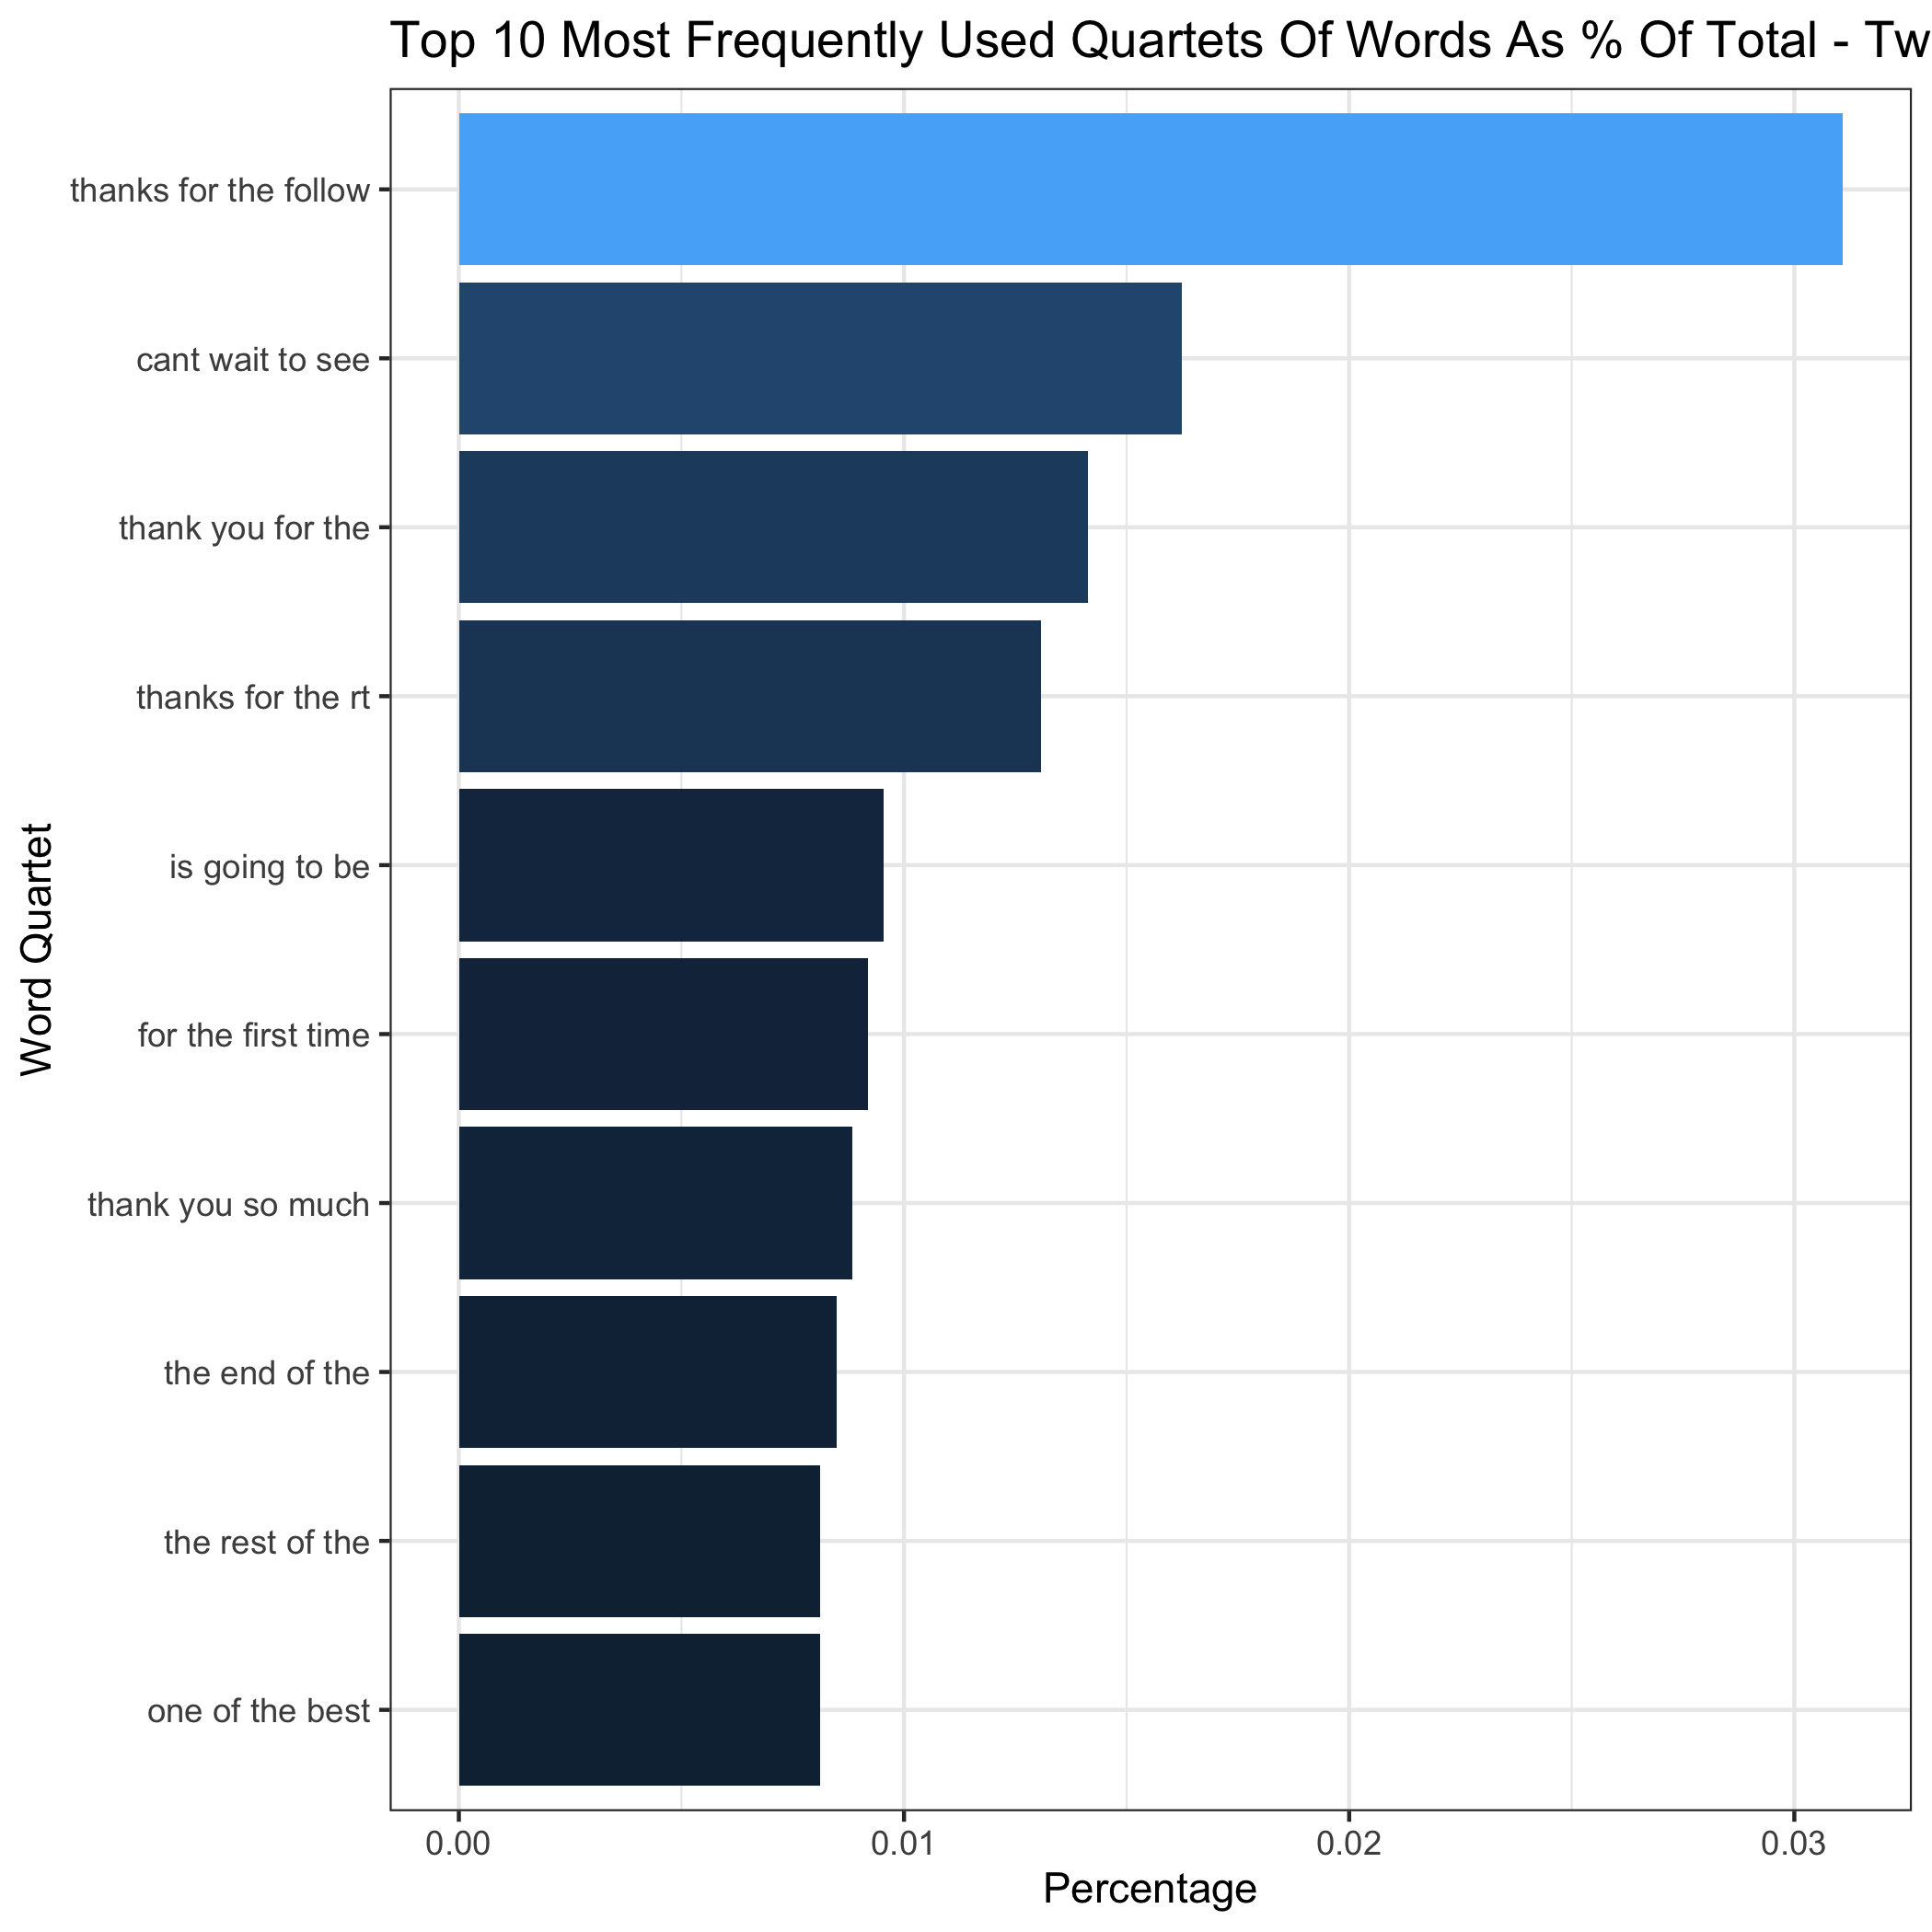 Top 10 Most Frequently Used Quartets Of Words As % Of Total - Tw
thanks for the follow
cant wait to see
thank you for the
thanks for the rt
is going to be
for the first time
thank you so much
the end of the
the rest of the
one of the best
Word Quartet
0.00 0.01 0.02 0.03
Percentage